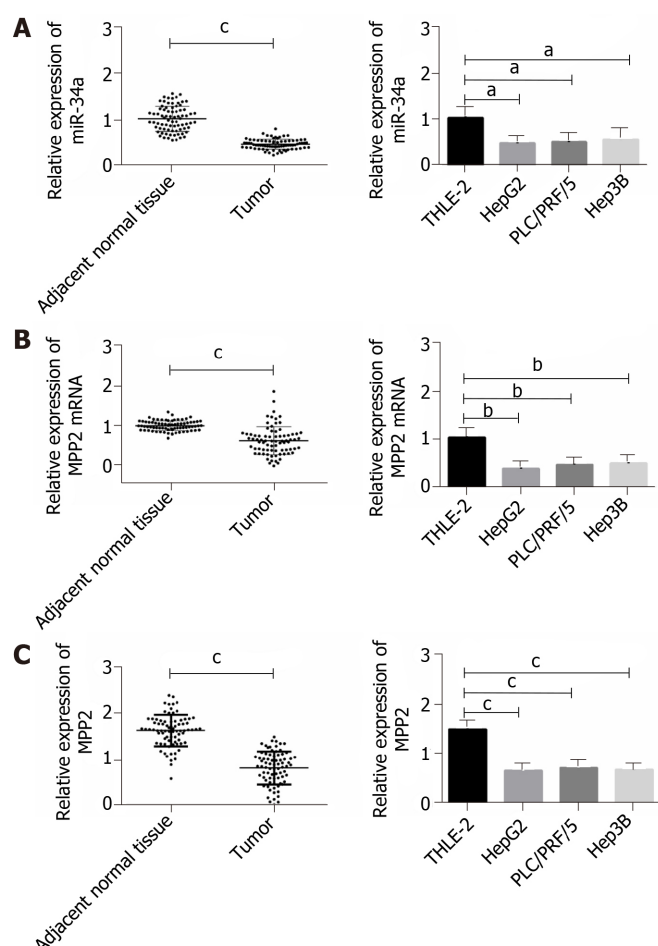 A
Relative expression of
miR-34a
3
2
1
0
c
Adjacent normal tissue
Tumor
Relative expression of
miR-34a
3
2
1
0
a
a
a
THLE-2
HepG2
PLC/PRF/5
Hep3B
B
Relative expression of
MPP2 mRNA
3
2
1
0
c
Adjacent normal tissue
Tumor
Relative expression of
MPP2 mRNA
3
2
1
0
b
b
b
THLE-2
HepG2
PLC/PRF/5
Hep3B
C
Relative expression of
MPP2
3
2
1
0
c
Adjacent normal tissue
Tumor
Relative expression of
MPP2
3
2
1
0
c
c
c
THLE-2
HepG2
PLC/PRF/5
Hep3B